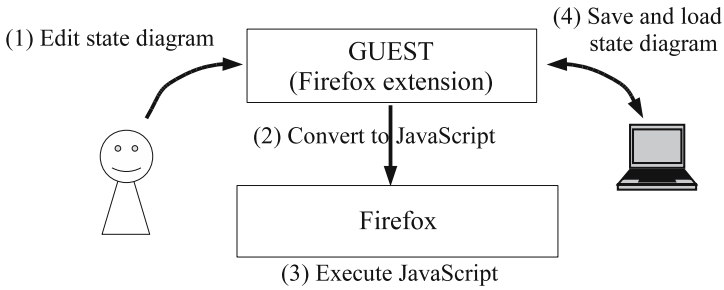 (1) Edit state diagram
GUEST
(Firefox extension)
(4) Save and load
state diagram
(2) Convert to JavaScript
Firefox
(3) Execute JavaScript